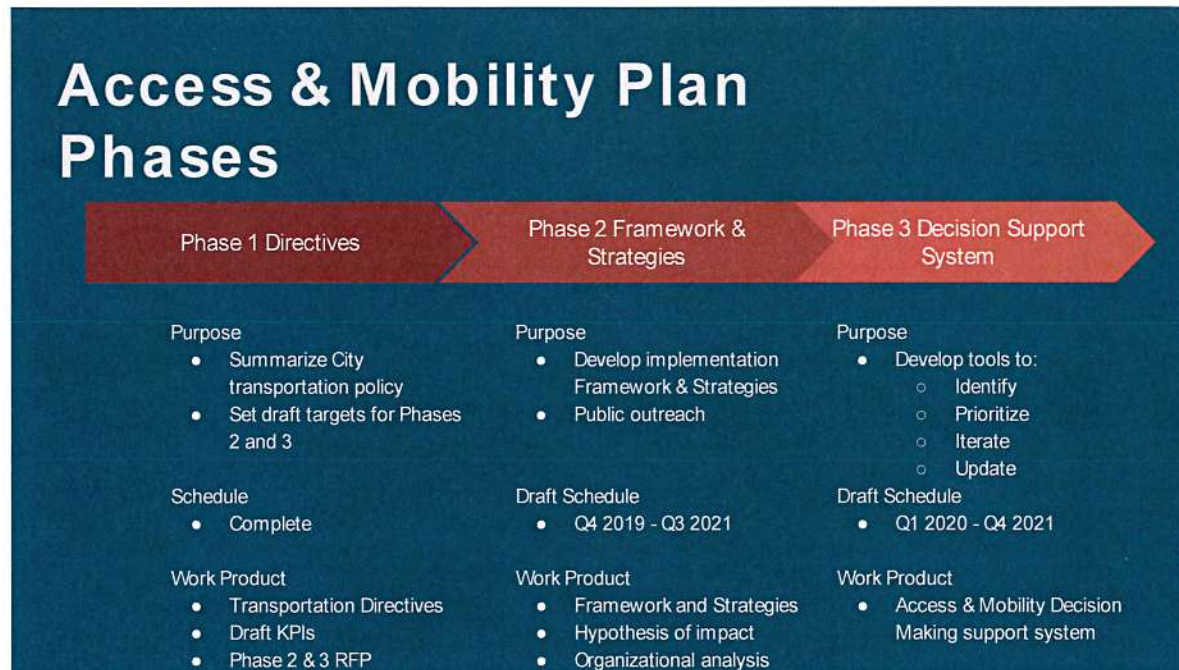 Access & Mobility Plan
Phases
Phase 1 Directives
Phase 2 Framework &
Strategies
Phase 3 Decision Support
System
Purpose
● Summarize City
transportation policy
● Set draft targets for Phases
2 and 3
Schedule
● Complete
Work Product
● Transportation Directives
● Draft KPIs
● Phase 2 & 3 RFP
Purpose
● Develop implementation
Framework & Strategies
● Public outreach
Draft Schedule
● Q4 2019 - Q3 2021
Work Product
● Framework and Strategies
● Hypothesis of impact
● Organizational analysis
Purpose
● Develop tools to:
○ Identify
○ Prioritize
○ Iterate
○ Update
Draft Schedule
● Q1 2020 - Q4 2021
Work Product
● Access & Mobility Decision
Making support system